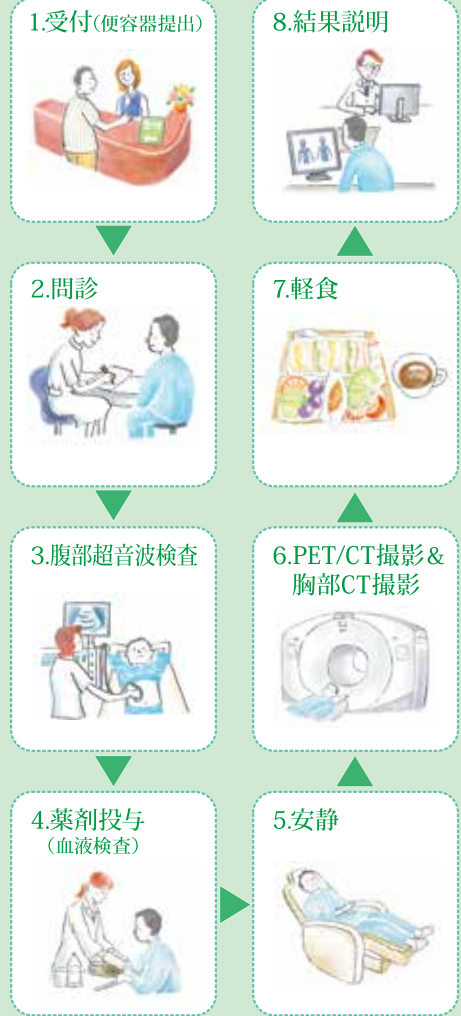 1.受付(便容器提出)
2.問診
3.腹部超音波検査
4.薬剤投与
(血液検査)
5.安静
6.PET/CT撮影&
胸部CT撮影
7.軽食
8.結果説明